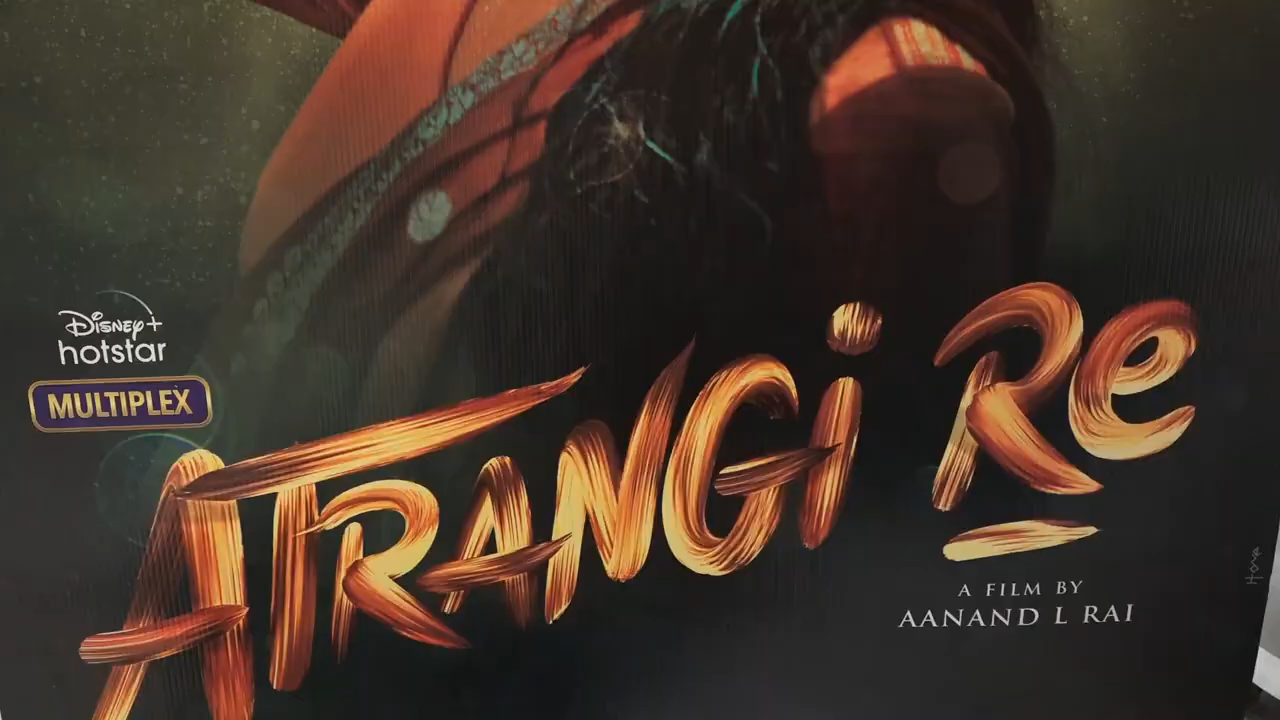 Disney+
hotstar
MULTIPLEX
ATRANGi Re
A FILM BY
AANAND L RAI